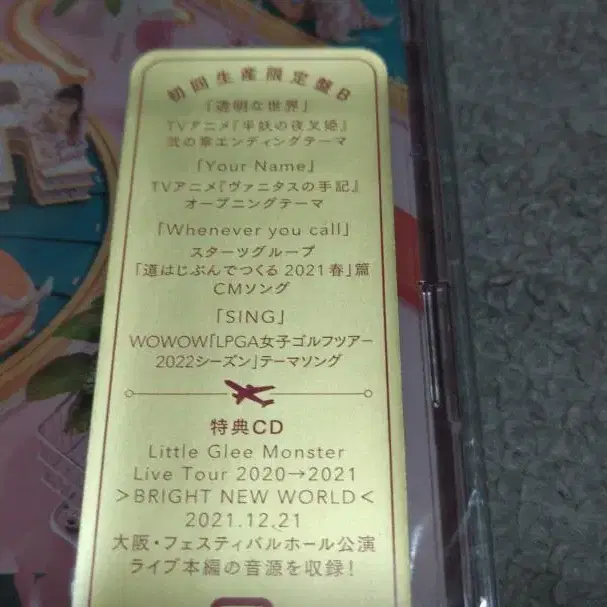 初回生産限定盤B
「透明な世界」
TVアニメ『半妖の夜叉姫』
弐の章エンディングテーマ
「Your Name」
TVアニメ『ヴァニタスの手記』
オープニングテーマ
「Whenever you call」
スターツグループ
「道はじぶんでつくる 2021 春」篇
CMソング
「SING」
WOWOW「LPGA女子ゴルフツアー
2022シーズン」テーマソング
特典CD
Little Glee Monster
Live Tour 2020→2021
>BRIGHT NEW WORLD<
2021.12.21
大阪・フェスティバルホール公演
ライブ本編の音源を収録!